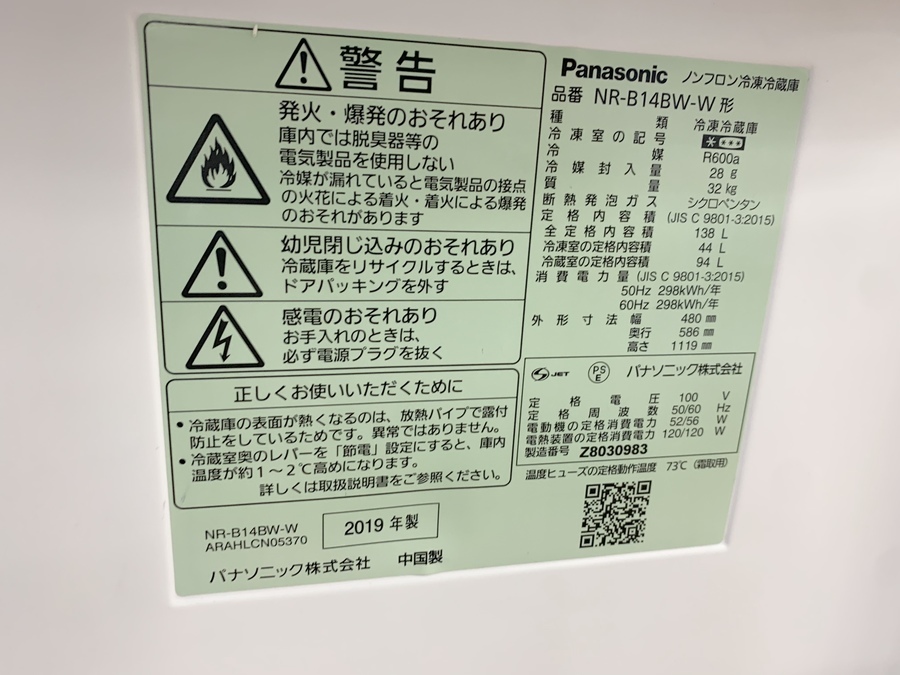 警告
発火・爆発のおそれあり
庫内では脱臭器等の
電気製品を使用しない
冷媒が漏れていると電気製品の接点
の火花による着火・着火による爆発
のおそれがあります
幼児閉じ込みのおそれあり
冷蔵庫をリサイクルするときは、
ドアパッキングを外す
感電のおそれあり
お手入れのときは、
必ず電源プラグを抜く
正しくお使いいただくために
・冷蔵庫の表面が熱くなるのは、放熱パイプで露付
防止をしているためです。異常ではありません。
・冷蔵室奥のレバーを「節電」設定にすると、庫内
温度が約1~2℃高めになります。
詳しくは取扱説明書をご参照ください。
NR-B14BW-W
ARAHLCN05370
2019 年製
パナソニック株式会社 中国製
Panasonic ノンフロン冷凍冷蔵庫
品番 NR-B14BW-W 形
種類 冷凍冷蔵庫
冷凍室の記号 * ***
冷媒 R600a
冷媒封入量 28 g
質量 32 kg
断熱発泡ガス シクロペンタン
定格内容積 (JIS C 9801-3:2015)
全定格内容積 138 L
冷凍室の定格内容積 44 L
冷蔵室の定格内容積 94 L
消費電力量 (JIS C 9801-3:2015)
50Hz 298kWh/年
60Hz 298kWh/年
外形寸法 幅 480 mm
奥行 586 mm
高さ 1119 mm
S JET PS E パナソニック株式会社
定格電圧 100 V
定格周波数 50/60 Hz
電動機の定格消費電力 52/56 W
電熱装置の定格消費電力 120/120 W
製造番号 Z8030983
温度ヒューズの定格動作温度 73℃ (霜取用)